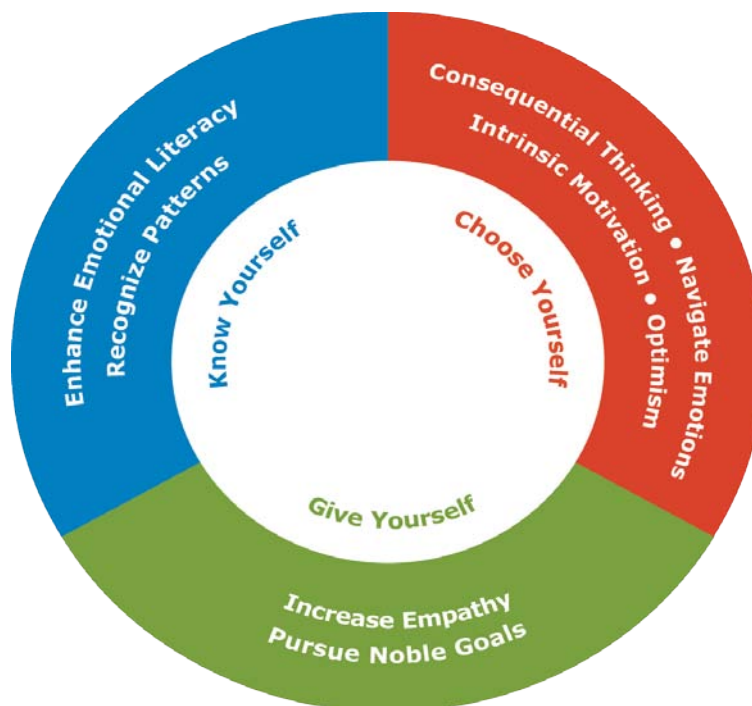 Enhance Emotional Literacy
Recognize Patterns
Know Yourself
Consequential Thinking • Navigate Emotions
Intrinsic Motivation • Optimism
Choose Yourself
Give Yourself
Increase Empathy
Pursue Noble Goals